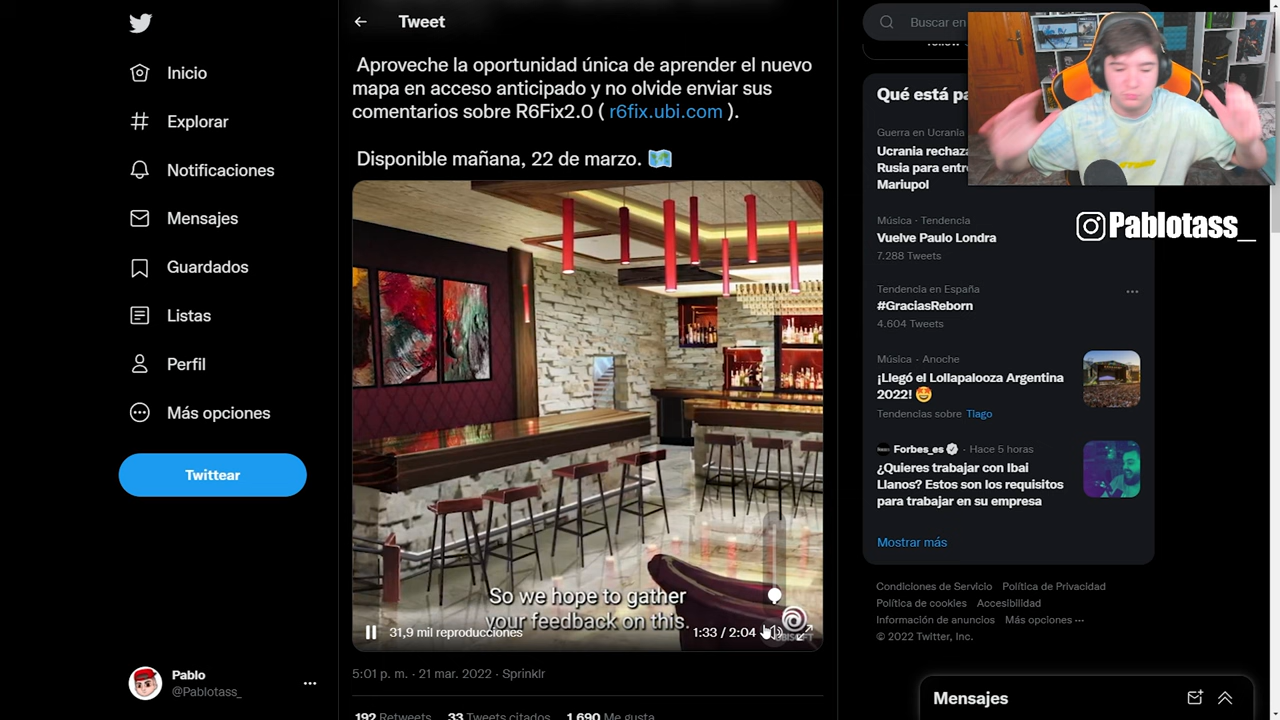 Inicio
Explorar
Notificaciones
Mensajes
Guardados
Listas
Perfil
Más opciones
Twittear
Pablo
@Pablotass_
Tweet
Aproveche la oportunidad única de aprender el nuevo
mapa en acceso anticipado y no olvide enviar sus
comentarios sobre R6Fix2.0 ( r6fix.ubi.com ).
Disponible mañana, 22 de marzo.
So we hope to gather
your feedback on this.
31,9 mil reproducciones
1:33 / 2:04
5:01 p. m. · 21 mar. 2022 · Sprinklr
192 Retweets 33 Tweets citados 1.690 Me gusta
Buscar en
Qué está pa
Guerra en Ucrania
Ucrania rechaz
Rusia para entre
Mariupol
Pablotass_
Música · Tendencia
Vuelve Paulo Londra
7.288 Tweets
Tendencia en España
#GraciasReborn
4.604 Tweets
Música · Anoche
¡Llegó el Lollapalooza Argentina
2022!
Tendencias sobre Tiago
Forbes_es · Hace 5 horas
¿Quieres trabajar con Ibai
Llanos? Estos son los requisitos
para trabajar en su empresa
Mostrar más
Condiciones de Servicio Política de Privacidad
Política de cookies Accesibilidad
Información de anuncios Más opciones ···
© 2022 Twitter, Inc.
Mensajes